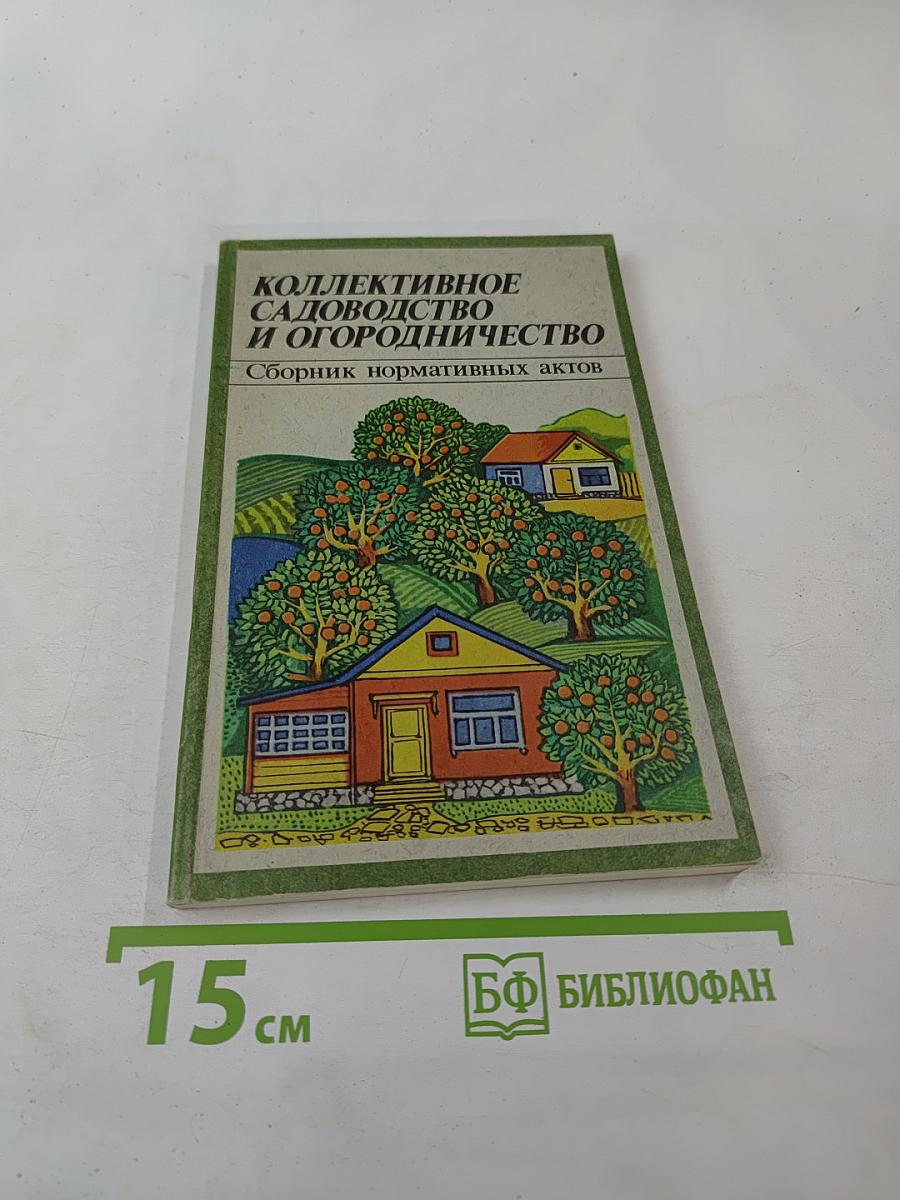 КОЛЛЕКТИВНОЕ
САДОВОДСТВО
И ОГОРОДНИЧЕСТВО
Сборник нормативных актов
15 см
БФ БИБЛИОФАН